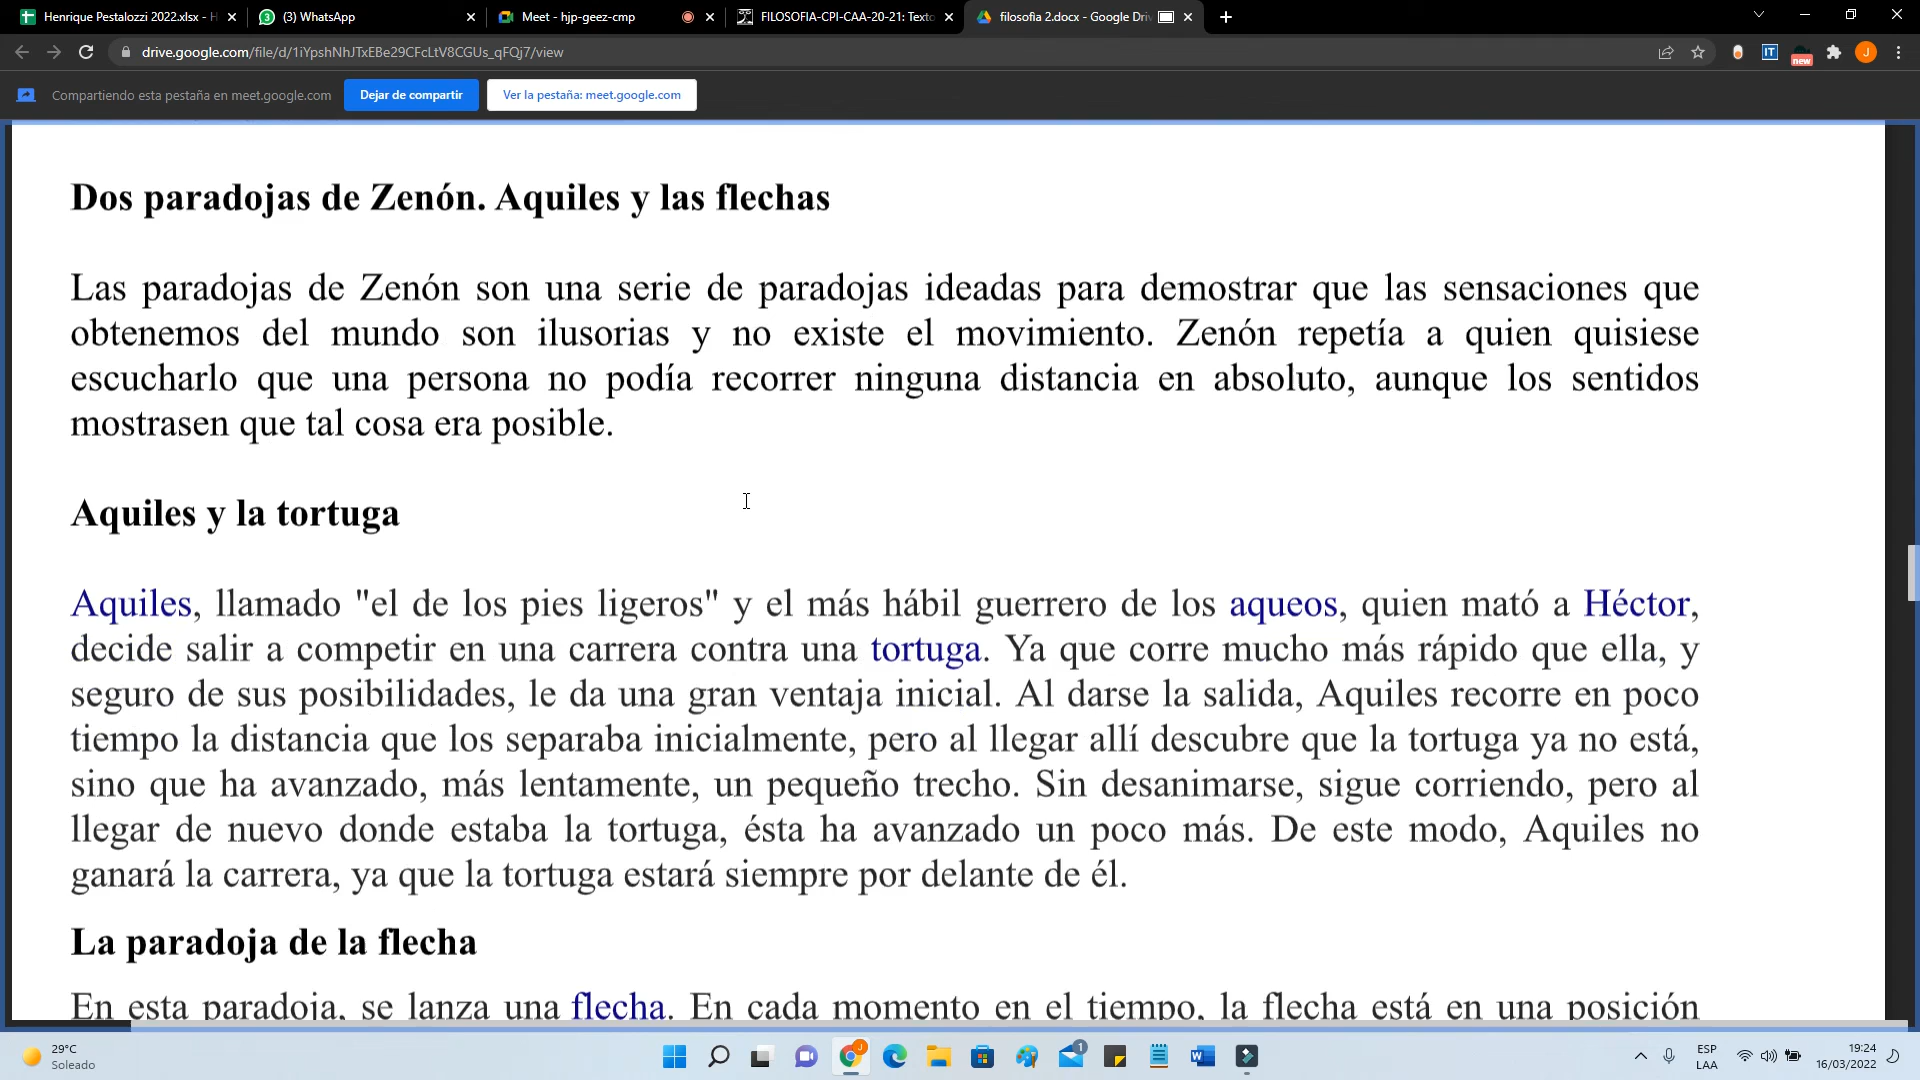 Henrique Pestalozzi 2022.xlsx - H
(3) WhatsApp
Meet - hjp-geez-cmp
FILOSOFIA-CPI-CAA-20-21: Texto
filosofia 2.docx - Google Driv
drive.google.com/file/d/1iYpshNhJTxEBe29CFcLtV8CGUs_qFQj7/view
IT
new
J
Compartiendo esta pestaña en meet.google.com
Dejar de compartir
Ver la pestaña: meet.google.com
Dos paradojas de Zenón. Aquiles y las flechas
Las paradojas de Zenón son una serie de paradojas ideadas para demostrar que las sensaciones que
obtenemos del mundo son ilusorias y no existe el movimiento. Zenón repetía a quien quisiese
escucharlo que una persona no podía recorrer ninguna distancia en absoluto, aunque los sentidos
mostrasen que tal cosa era posible.
Aquiles y la tortuga
Aquiles, llamado "el de los pies ligeros" y el más hábil guerrero de los aqueos, quien mató a Héctor,
decide salir a competir en una carrera contra una tortuga. Ya que corre mucho más rápido que ella, y
seguro de sus posibilidades, le da una gran ventaja inicial. Al darse la salida, Aquiles recorre en poco
tiempo la distancia que los separaba inicialmente, pero al llegar allí descubre que la tortuga ya no está,
sino que ha avanzado, más lentamente, un pequeño trecho. Sin desanimarse, sigue corriendo, pero al
llegar de nuevo donde estaba la tortuga, ésta ha avanzado un poco más. De este modo, Aquiles no
ganará la carrera, ya que la tortuga estará siempre por delante de él.
La paradoja de la flecha
En esta paradoja, se lanza una flecha. En cada momento en el tiempo, la flecha está en una posición
29°C
Soleado
J
1
ESP
LAA
19:24
16/03/2022